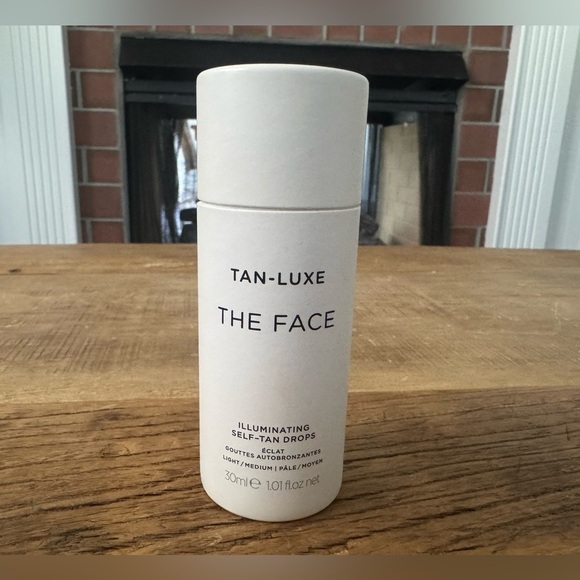 TAN-LUXE
THE FACE
ILLUMINATING
SELF-TAN DROPS
ÉCLAT
GOUTTES AUTOBRONZANTES
LIGHT/MEDIUM | PÂLE/MOYEN
30ml ℮ 1.01 fl.oz net